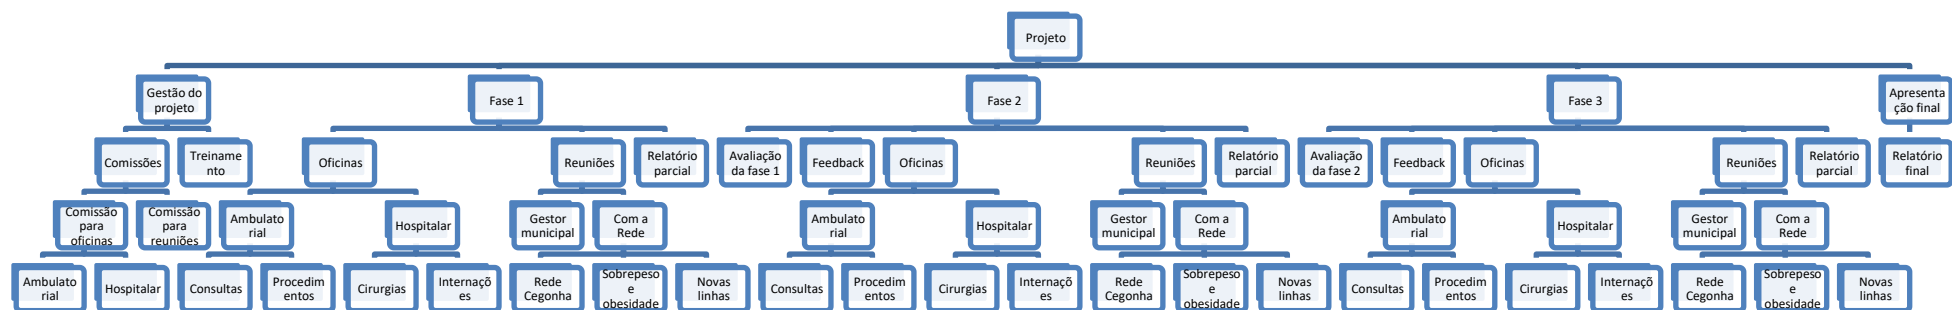 Projeto
Gestão do
projeto
Fase 1
Fase 2
Fase 3
Apresenta
ção final
Comissões
Treiname
nto
Oficinas
Reuniões
Relatório
parcial
Avaliação
da fase 1
Feedback
Oficinas
Reuniões
Relatório
parcial
Avaliação
da fase 2
Feedback
Oficinas
Reuniões
Relatório
parcial
Relatório
final
Comissão
para
oficinas
Comissão
para
reuniões
Ambulato
rial
Hospitalar
Gestor
municipal
Com a
Rede
Ambulato
rial
Hospitalar
Gestor
municipal
Com a
Rede
Ambulato
rial
Hospitalar
Gestor
municipal
Com a
Rede
Ambulato
rial
Hospitalar
Consultas
Procedim
entos
Cirurgias
Internaçõ
es
Rede
Cegonha
Sobrepeso
e
obesidade
Novas
linhas
Consultas
Procedim
entos
Cirurgias
Internaçõ
es
Rede
Cegonha
Sobrepeso
e
obesidade
Novas
linhas
Consultas
Procedim
entos
Cirurgias
Internaçõ
es
Rede
Cegonha
Sobrepeso
e
obesidade
Novas
linhas